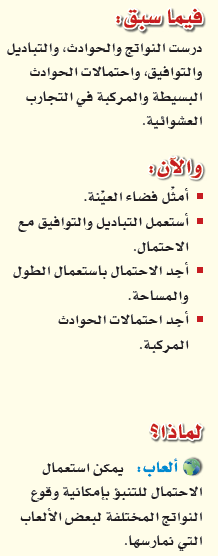 فيما سبق:
درست النواتج والحوادث، والتباديل
والتوافيق، واحتمالات الحوادث
البسيطة والمركبة في التجارب
العشوائية.
والآن:
■ أمثّل فضاء العيّنة.
■ أستعمل التباديل والتوافيق مع
الاحتمال.
■ أجد الاحتمال باستعمال الطول
والمساحة.
■ أجد احتمالات الحوادث
المركبة.
لماذا؟
ألعاب: يمكن استعمال
الاحتمال للتنبؤ بإمكانية وقوع
النواتج المختلفة لبعض الألعاب
التي نمارسها.